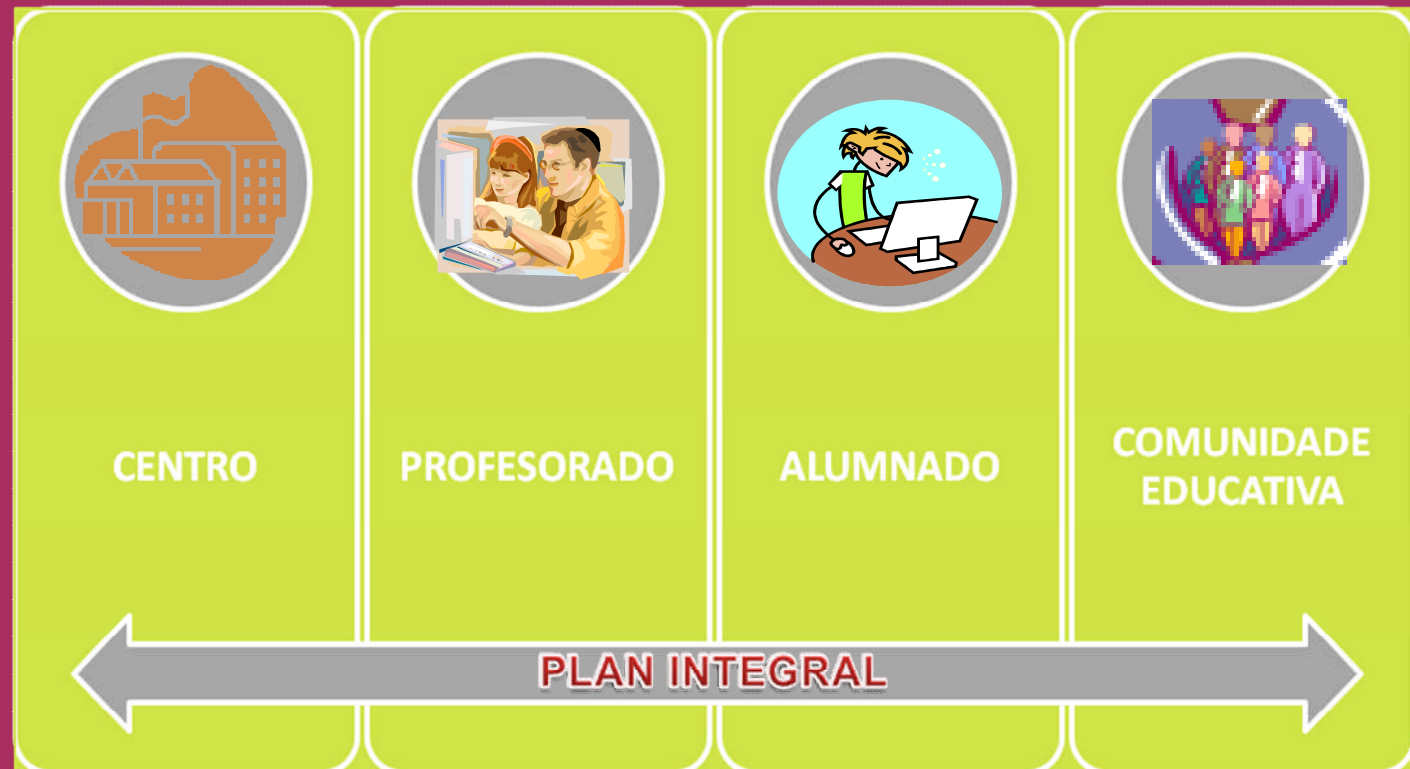 CENTRO
PROFESORADO
ALUMNADO
COMUNIDADE
EDUCATIVA
PLAN INTEGRAL